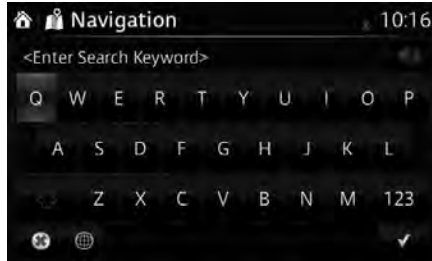 Navigation 10:16
<Enter Search Keyword>
Q W E R T Y U I O P
A S D F G H J K L
Z X C V B N M 123